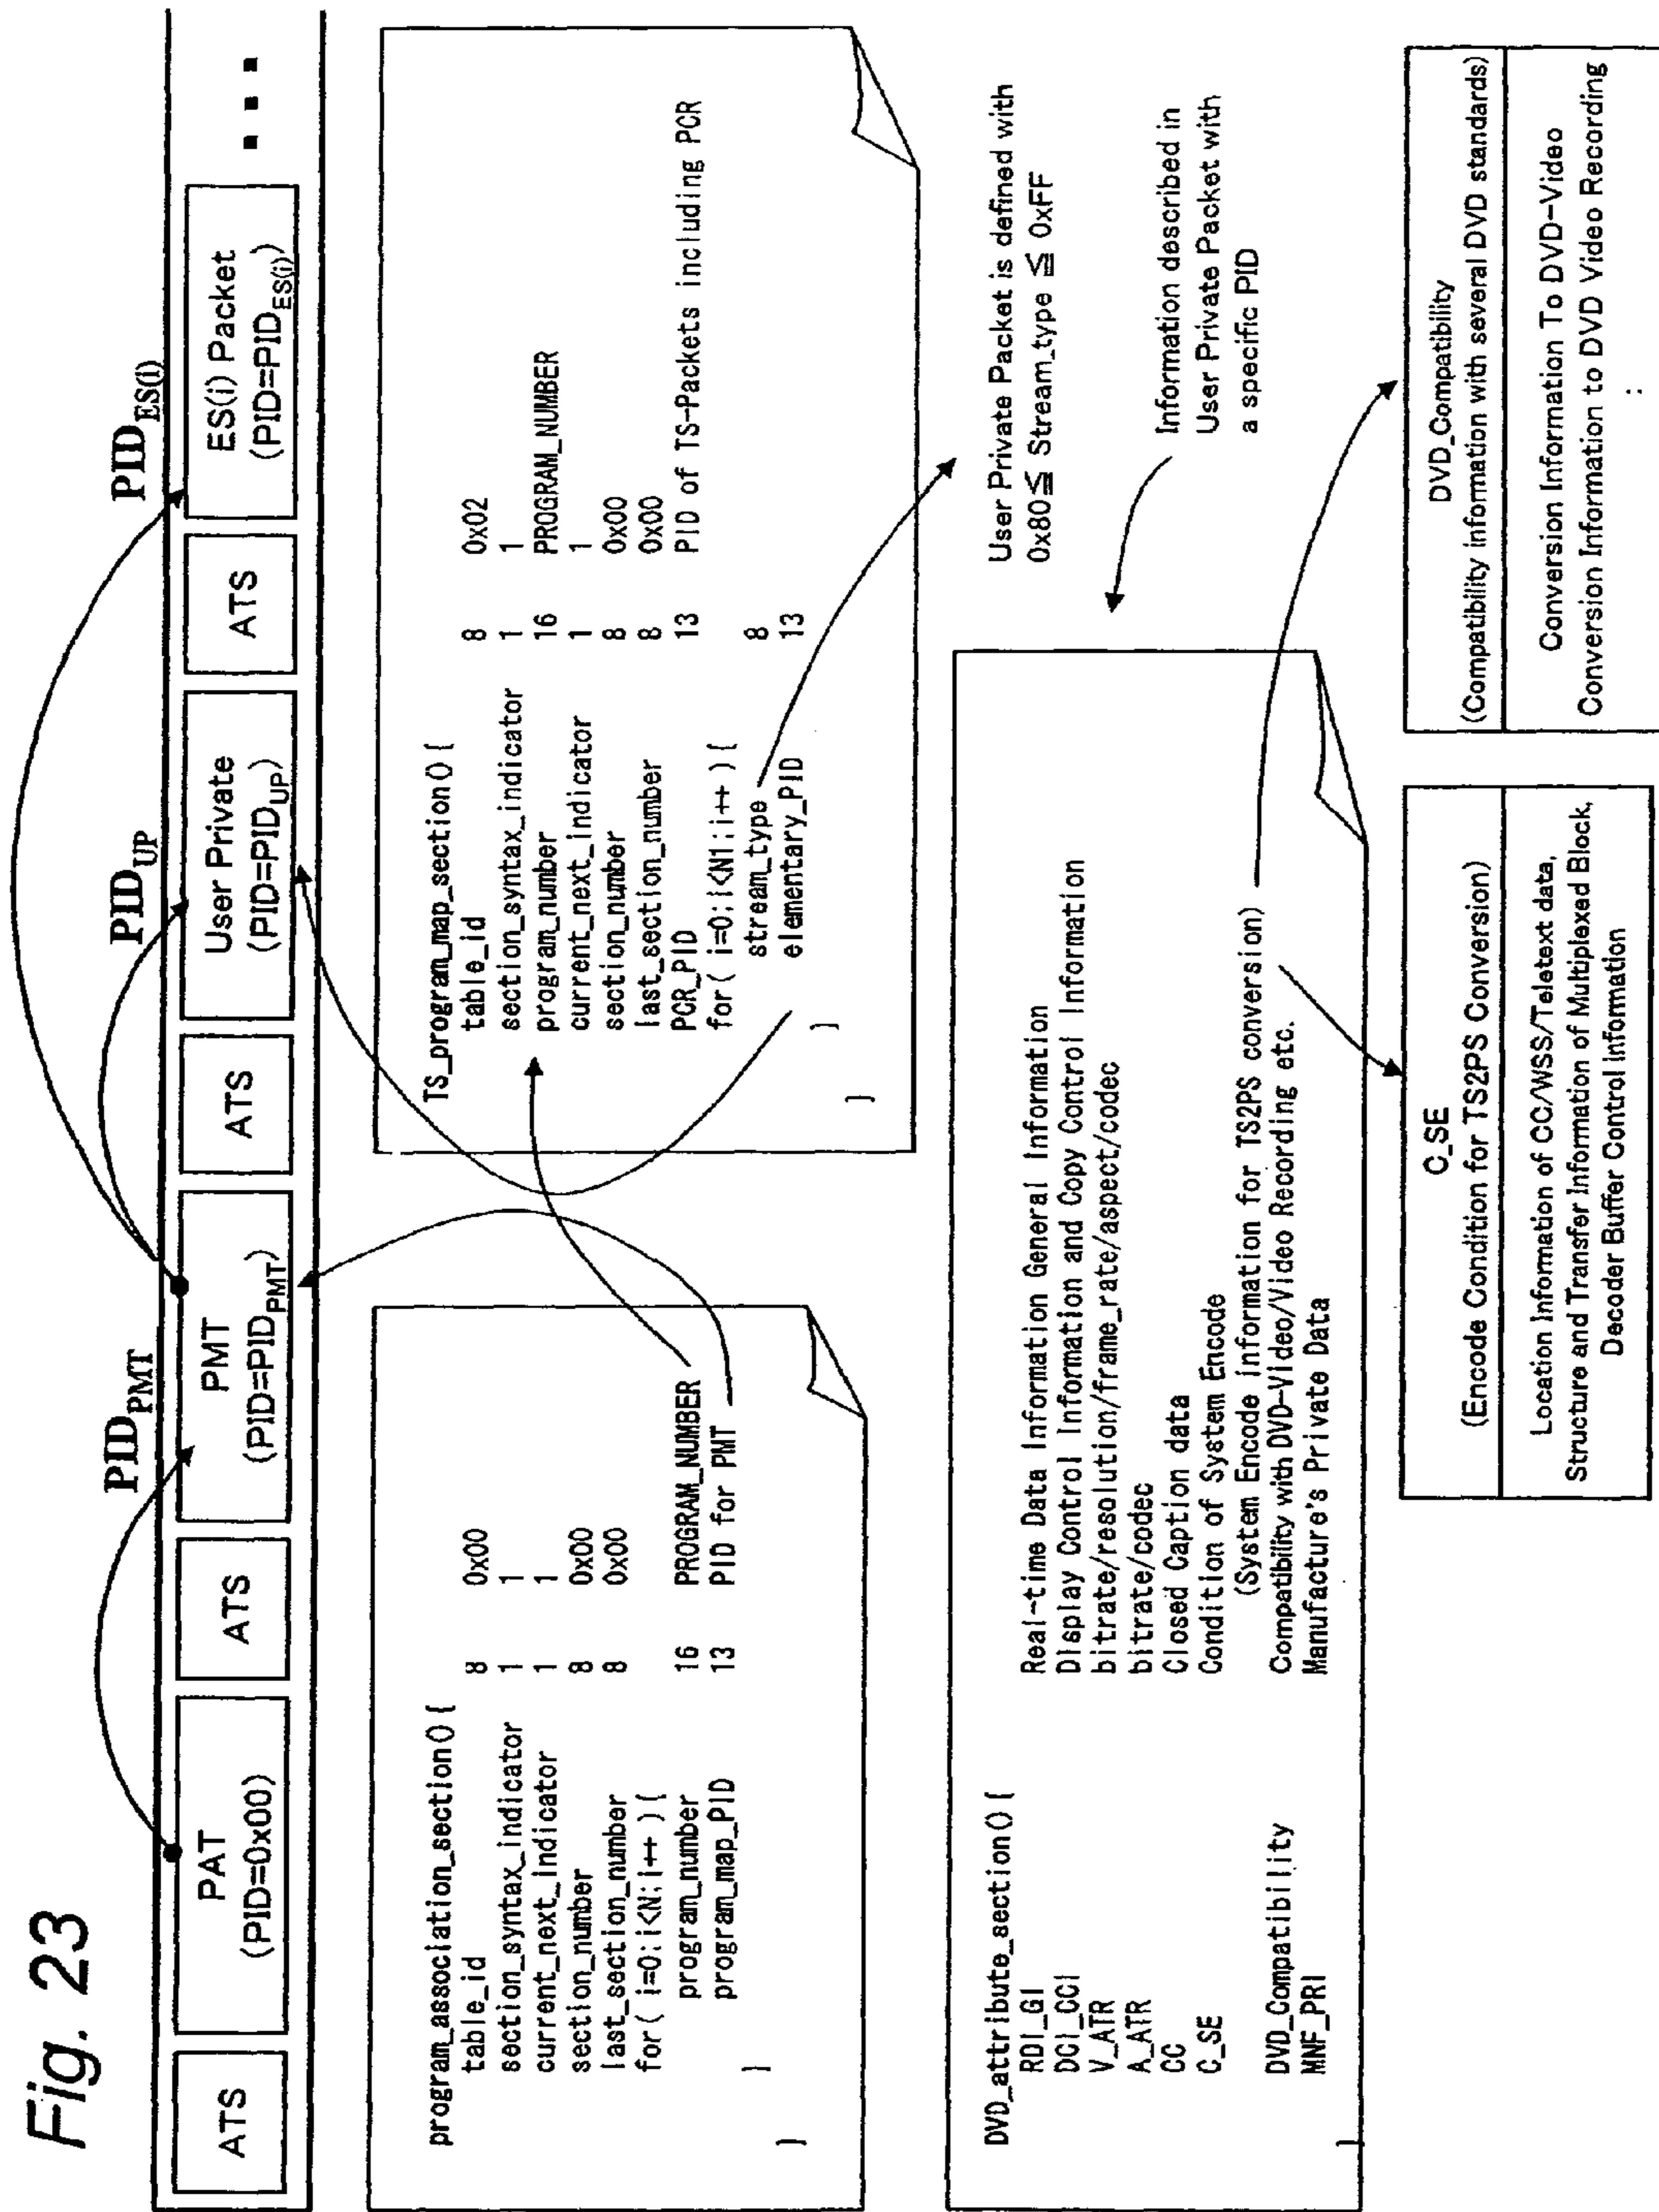 Fig. 23
PID_PMT
PID_UP
PID_ES(i)
ATS
PAT
(PID=0x00)
ATS
PMT
(PID=PID_PMT)
ATS
User Private
(PID=PID_UP)
ATS
ES(i) Packet
(PID=PID_ES(i))
...
program_association_section() {
table_id 8 0x00
section_syntax_indicator 1 1
current_next_indicator 1 1
section_number 8 0x00
last_section_number 8 0x00
for( i=0;i<N;i++ ) {
program_number 16 PROGRAM_NUMBER
program_map_PID 13 PID for PMT
}
TS_program_map_section() {
table_id 8 0x02
section_syntax_indicator 1 1
program_number 16 PROGRAM_NUMBER
current_next_indicator 1 1
section_number 8 0x00
last_section_number 8 0x00
PCR_PID 13 PID of TS-Packets including PCR
for( i=0;i<N1;i++ ) {
stream_type 8
elementary_PID 13
}
User Private Packet is defined with
0x80≦ Stream_type ≦ 0xFF
DVD_attribute_section() {
RDI_GI Real-time Data Information General Information
DCI_CCI Display Control Information and Copy Control Information
V_ATR bitrate/resolution/frame_rate/aspect/codec
A_ATR bitrate/codec
CC Closed Caption data
C_SE Condition of System Encode
(System Encode information for TS2PS conversion)
DVD_Compatibility Compatibility with DVD-Video/Video Recording etc.
MNF_PRI Manufacture's Private Data
}
Information described in
User Private Packet with
a specific PID
C_SE
(Encode Condition for TS2PS Conversion)
Location Information of CC/WSS/Teletext data,
Structure and Transfer Information of Multiplexed Block,
Decoder Buffer Control Information
DVD_Compatibility
(Compatibility information with several DVD standards)
Conversion Information To DVD-Video
Conversion Information to DVD Video Recording
: